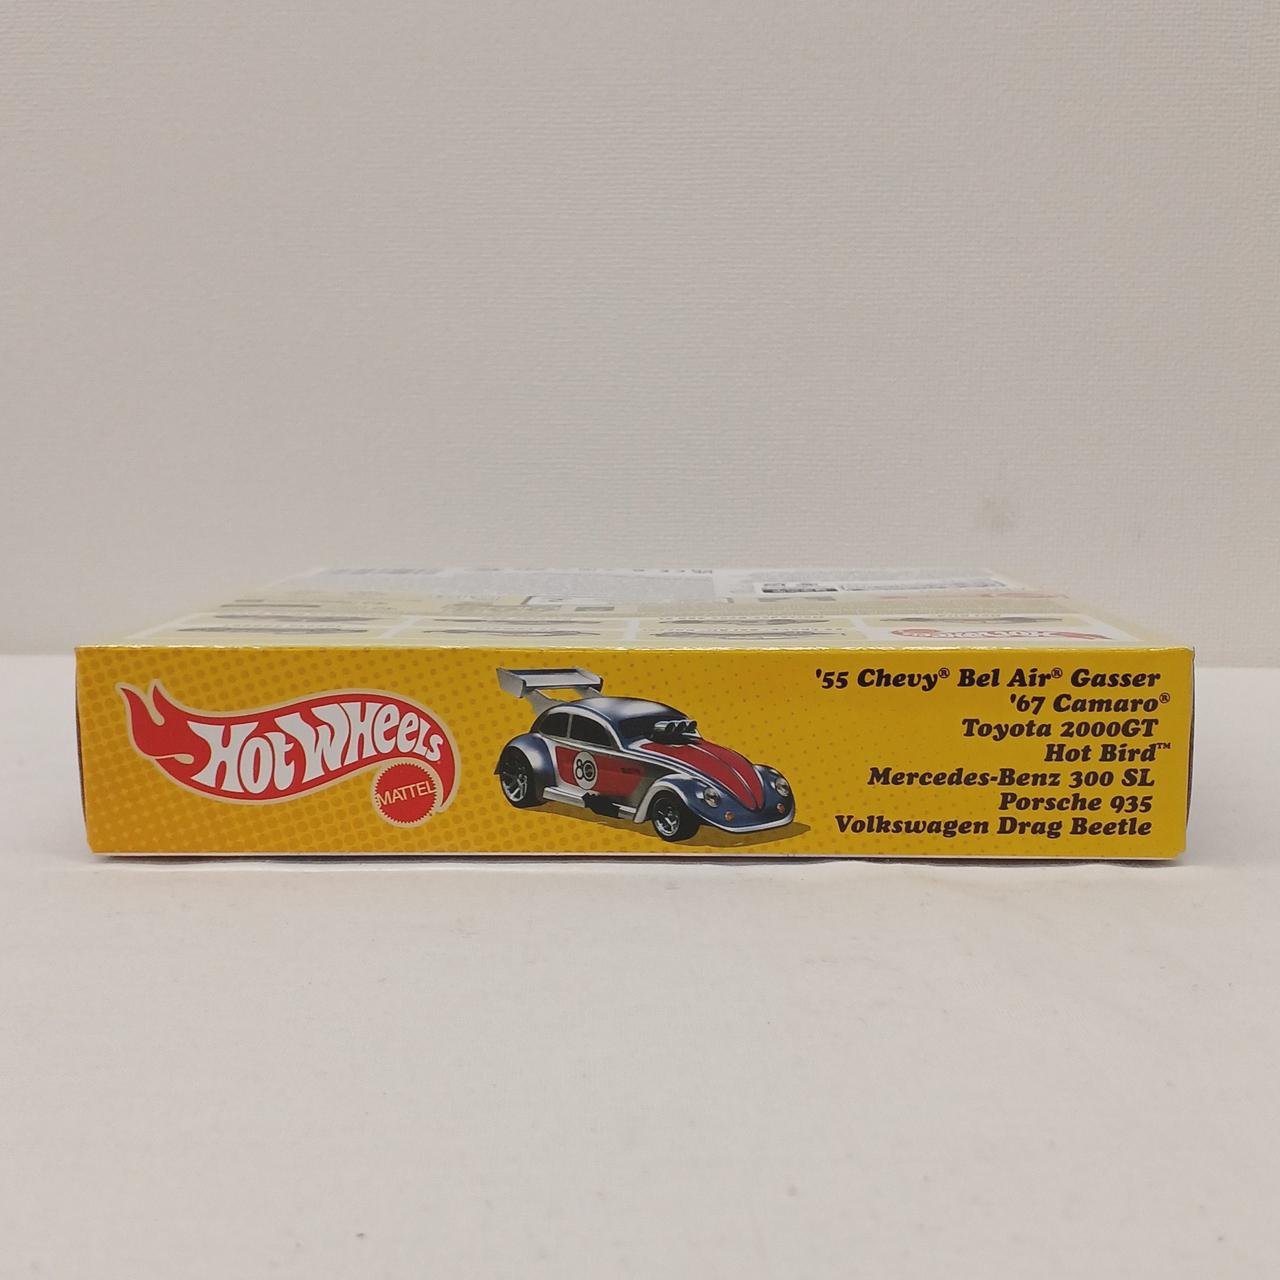 HOT WHEELS
MATTEL
80
'55 Chevy® Bel Air® Gasser
'67 Camaro®
Toyota 2000GT
Hot Bird™
Mercedes-Benz 300 SL
Porsche 935
Volkswagen Drag Beetle